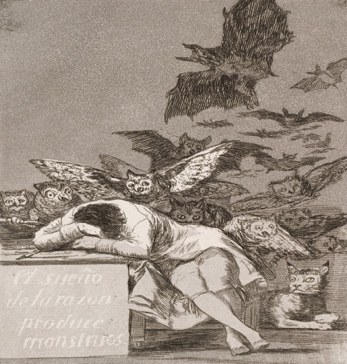 El sueño
de la razon
produce
monstruos.